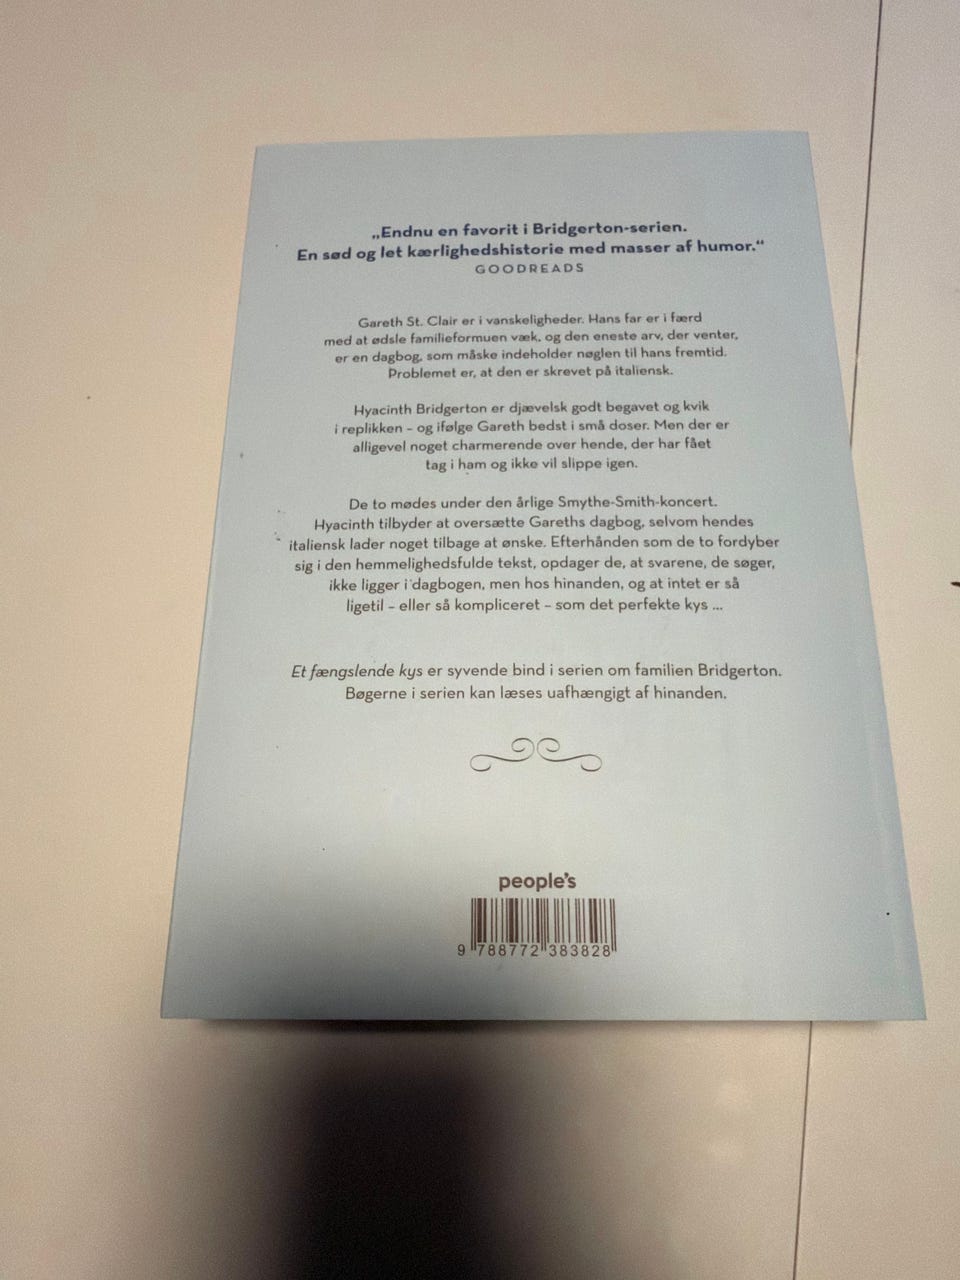 „Endnu en favorit i Bridgerton-serien.
En sød og let kærlighedshistorie med masser af humor.“
GOODREADS
Gareth St. Clair er i vanskeligheder. Hans far er i færd
med at ødsle familieformuen væk, og den eneste arv, der venter,
er en dagbog, som måske indeholder nøglen til hans fremtid.
Problemet er, at den er skrevet på italiensk.
Hyacinth Bridgerton er djævelsk godt begavet og kvik
i replikken – og ifølge Gareth bedst i små doser. Men der er
alligevel noget charmerende over hende, der har fået
tag i ham og ikke vil slippe igen.
De to mødes under den årlige Smythe-Smith-koncert.
Hyacinth tilbyder at oversætte Gareths dagbog, selvom hendes
italiensk lader noget tilbage at ønske. Efterhånden som de to fordyber
sig i den hemmelighedsfulde tekst, opdager de, at svarene, de søger,
ikke ligger i dagbogen, men hos hinanden, og at intet er så
ligetil – eller så kompliceret – som det perfekte kys ...
Et fængslende kys er syvende bind i serien om familien Bridgerton.
Bøgerne i serien kan læses uafhængigt af hinanden.
people's
9 788772 383828